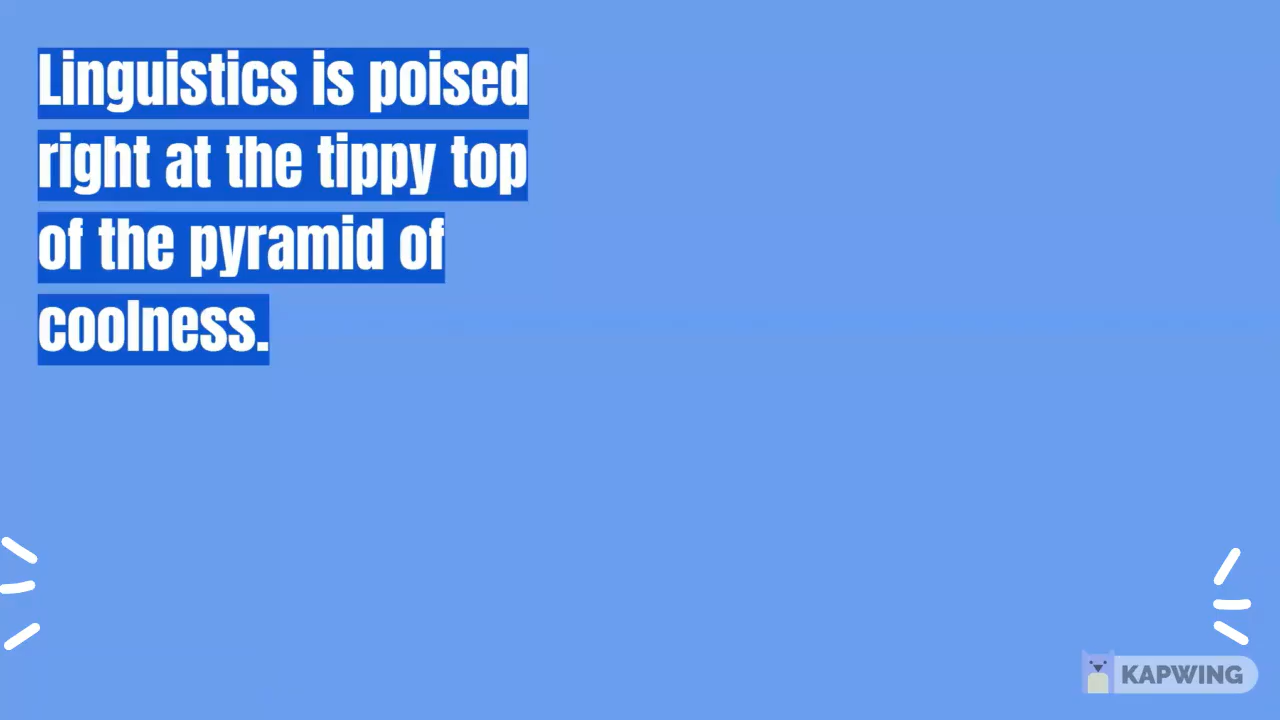 Linguistics is poised
right at the tippy top
of the pyramid of
coolness.
KAPWING